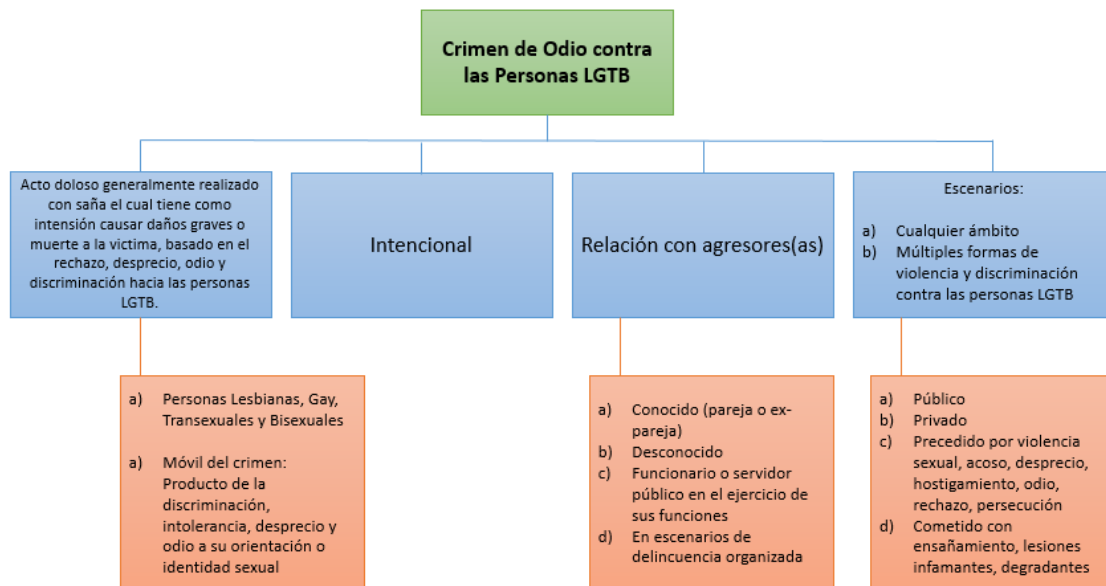 Crimen de Odio contra
las Personas LGTB
Acto doloso generalmente realizado
con saña el cual tiene como
intensión causar daños graves o
muerte a la victima, basado en el
rechazo, desprecio, odio y
discriminación hacia las personas
LGTB.
Intencional
Relación con agresores(as)
Escenarios:
a) Cualquier ámbito
b) Múltiples formas de
violencia y discriminación
contra las personas LGTB
a) Personas Lesbianas, Gay,
Transexuales y Bisexuales
a) Móvil del crimen:
Producto de la
discriminación,
intolerancia, desprecio y
odio a su orientación o
identidad sexual
a) Conocido (pareja o ex-
pareja)
b) Desconocido
c) Funcionario o servidor
público en el ejercicio de
sus funciones
d) En escenarios de
delincuencia organizada
a) Público
b) Privado
c) Precedido por violencia
sexual, acoso, desprecio,
hostigamiento, odio,
rechazo, persecución
d) Cometido con
ensañamiento, lesiones
infamantes, degradantes